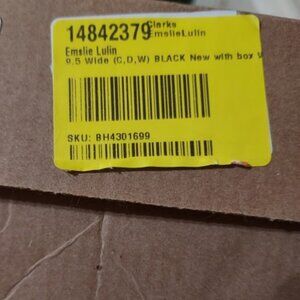 14842379 Clarks
EmslieLulin
Emslie Lulin
9.5 Wide (C,D,W) BLACK New with box
SKU: BH4301699